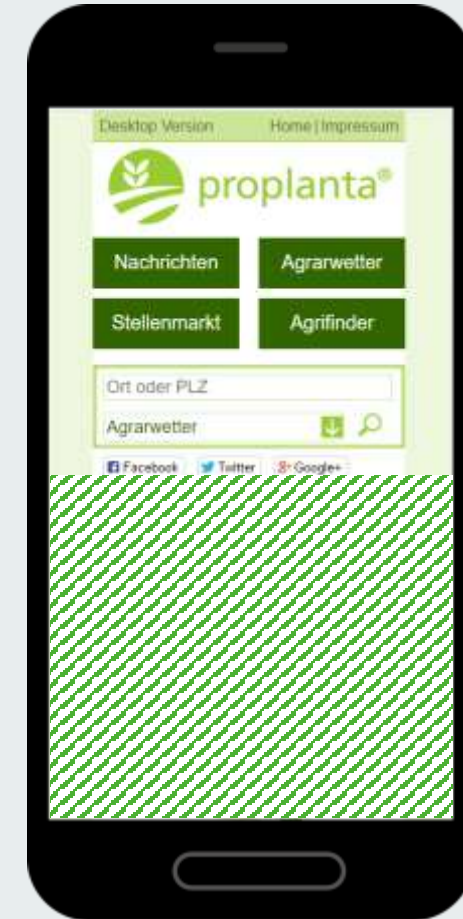 Desktop Version Home | Impressum
proplanta®
Nachrichten Agrarwetter
Stellenmarkt Agrifinder
Ort oder PLZ
Agrarwetter
Facebook Twitter Google+